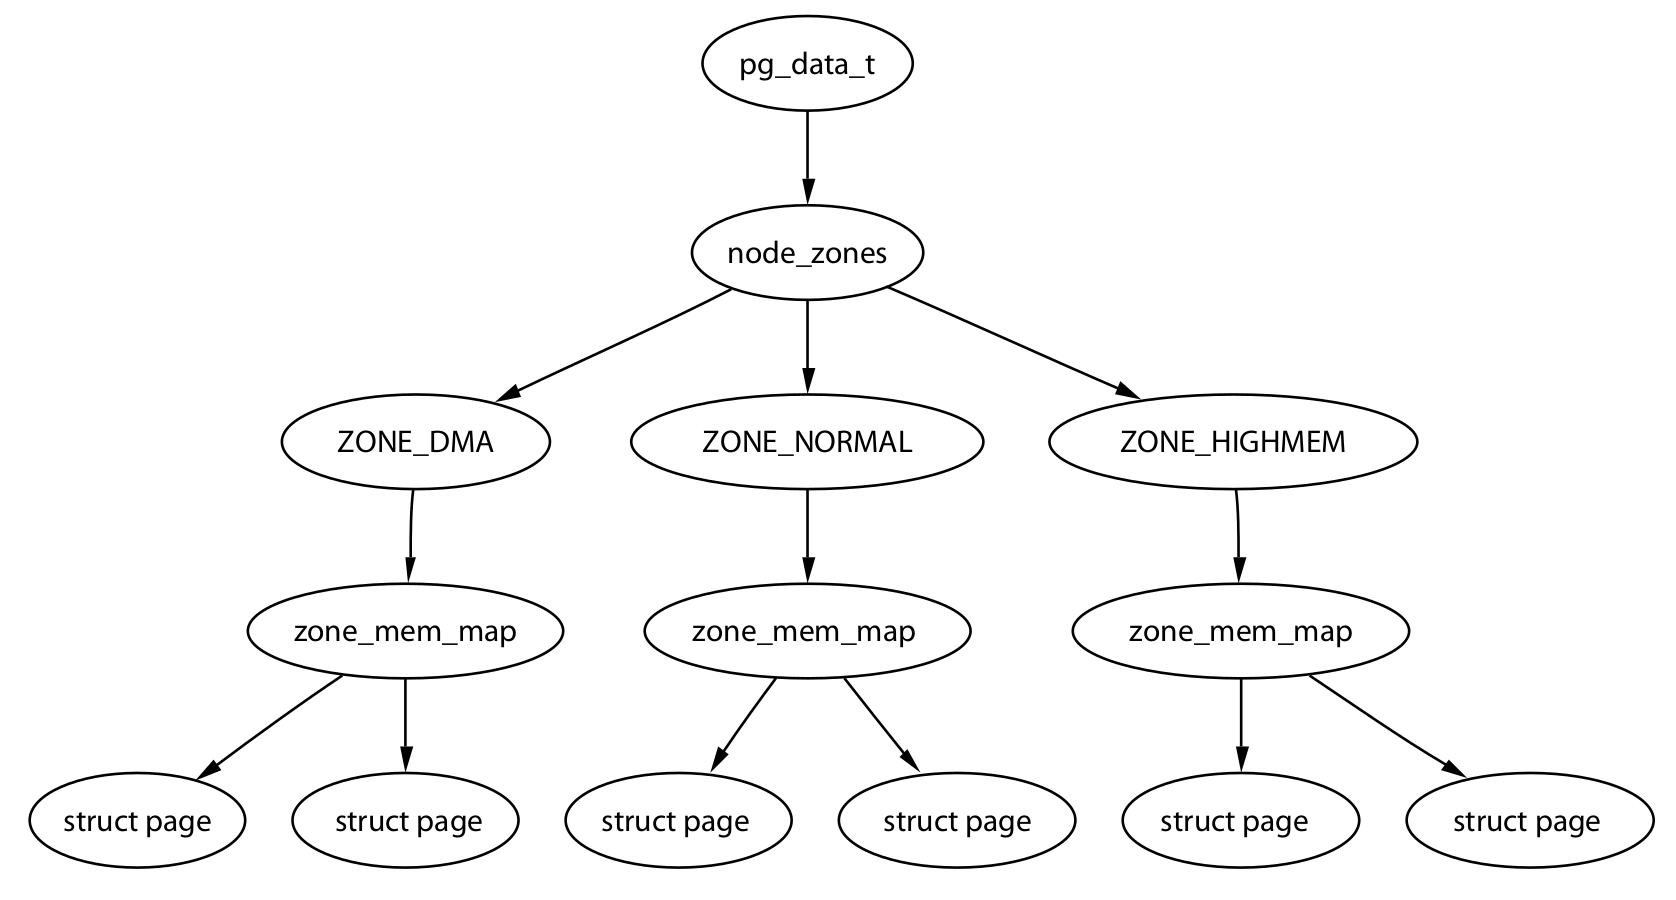 pg_data_t
node_zones
ZONE_DMA
ZONE_NORMAL
ZONE_HIGHMEM
zone_mem_map
zone_mem_map
zone_mem_map
struct page
struct page
struct page
struct page
struct page
struct page